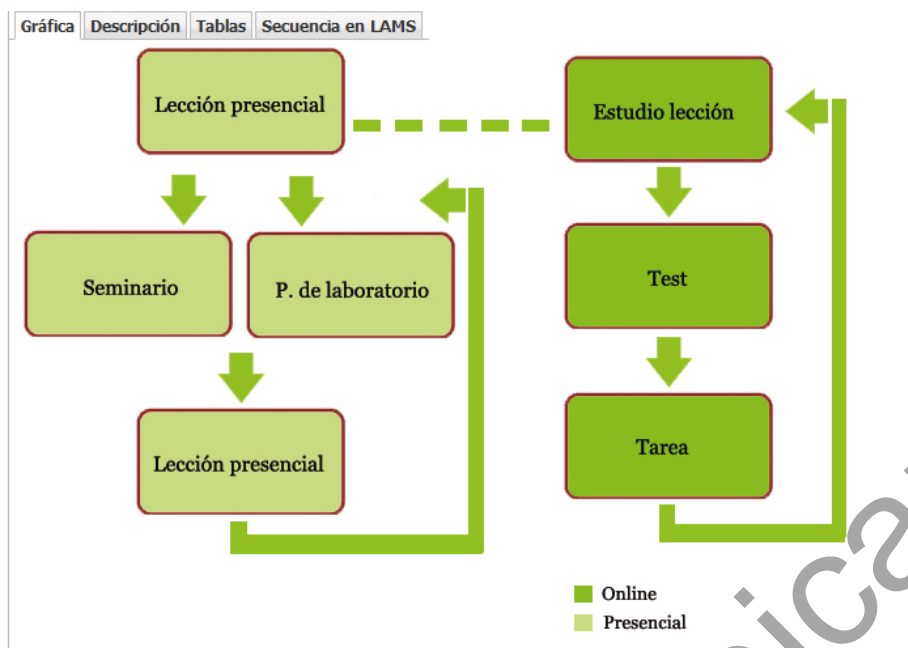 Gráfica Descripción Tablas Secuencia en LAMS
Lección presencial
Estudio lección
Seminario
P. de laboratorio
Test
Lección presencial
Tarea
Online
Presencial